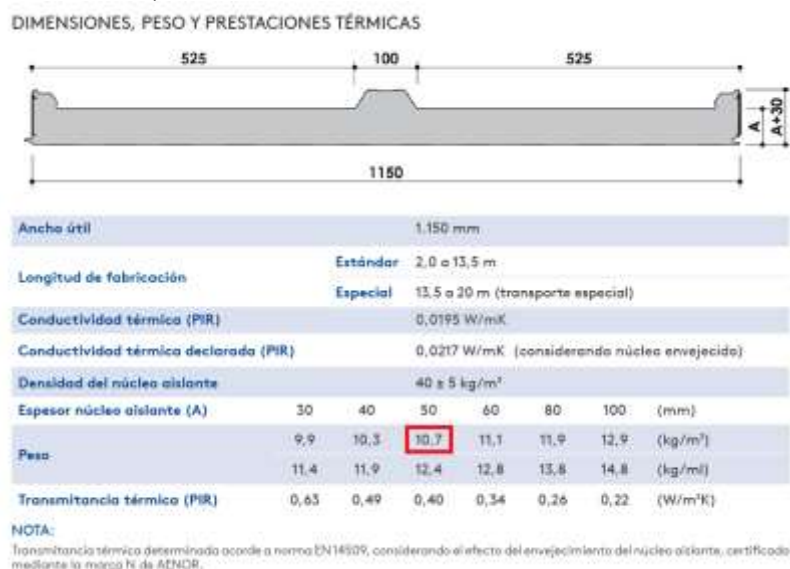 DIMENSIONES, PESO Y PRESTACIONES TÉRMICAS
525 100 525
A A+30
1150
Ancho útil 1.150 mm
Longitud de fabricación Estándar 2,0 a 13,5 m
Especial 13,5 a 20 m (transporte especial)
Conductividad térmica (PIR) 0,0195 W/mK
Conductividad térmica declarada (PIR) 0,0217 W/mK (considerando núcleo envejecido)
Densidad del núcleo aislante 40 ± 5 kg/m³
Espesor núcleo aislante (A) 30 40 50 60 80 100 (mm)
Peso 9,9 10,3 10,7 11,1 11,9 12,9 (kg/m²)
11,4 11,9 12,4 12,8 13,8 14,8 (kg/ml)
Transmitancia térmica (PIR) 0,63 0,49 0,40 0,34 0,26 0,22 (W/m²K)
NOTA:
Transmitancia térmica determinada acorde a norma EN14509, considerando el efecto del envejecimiento del núcleo aislante, certificado
mediante la marca N de AENOR.